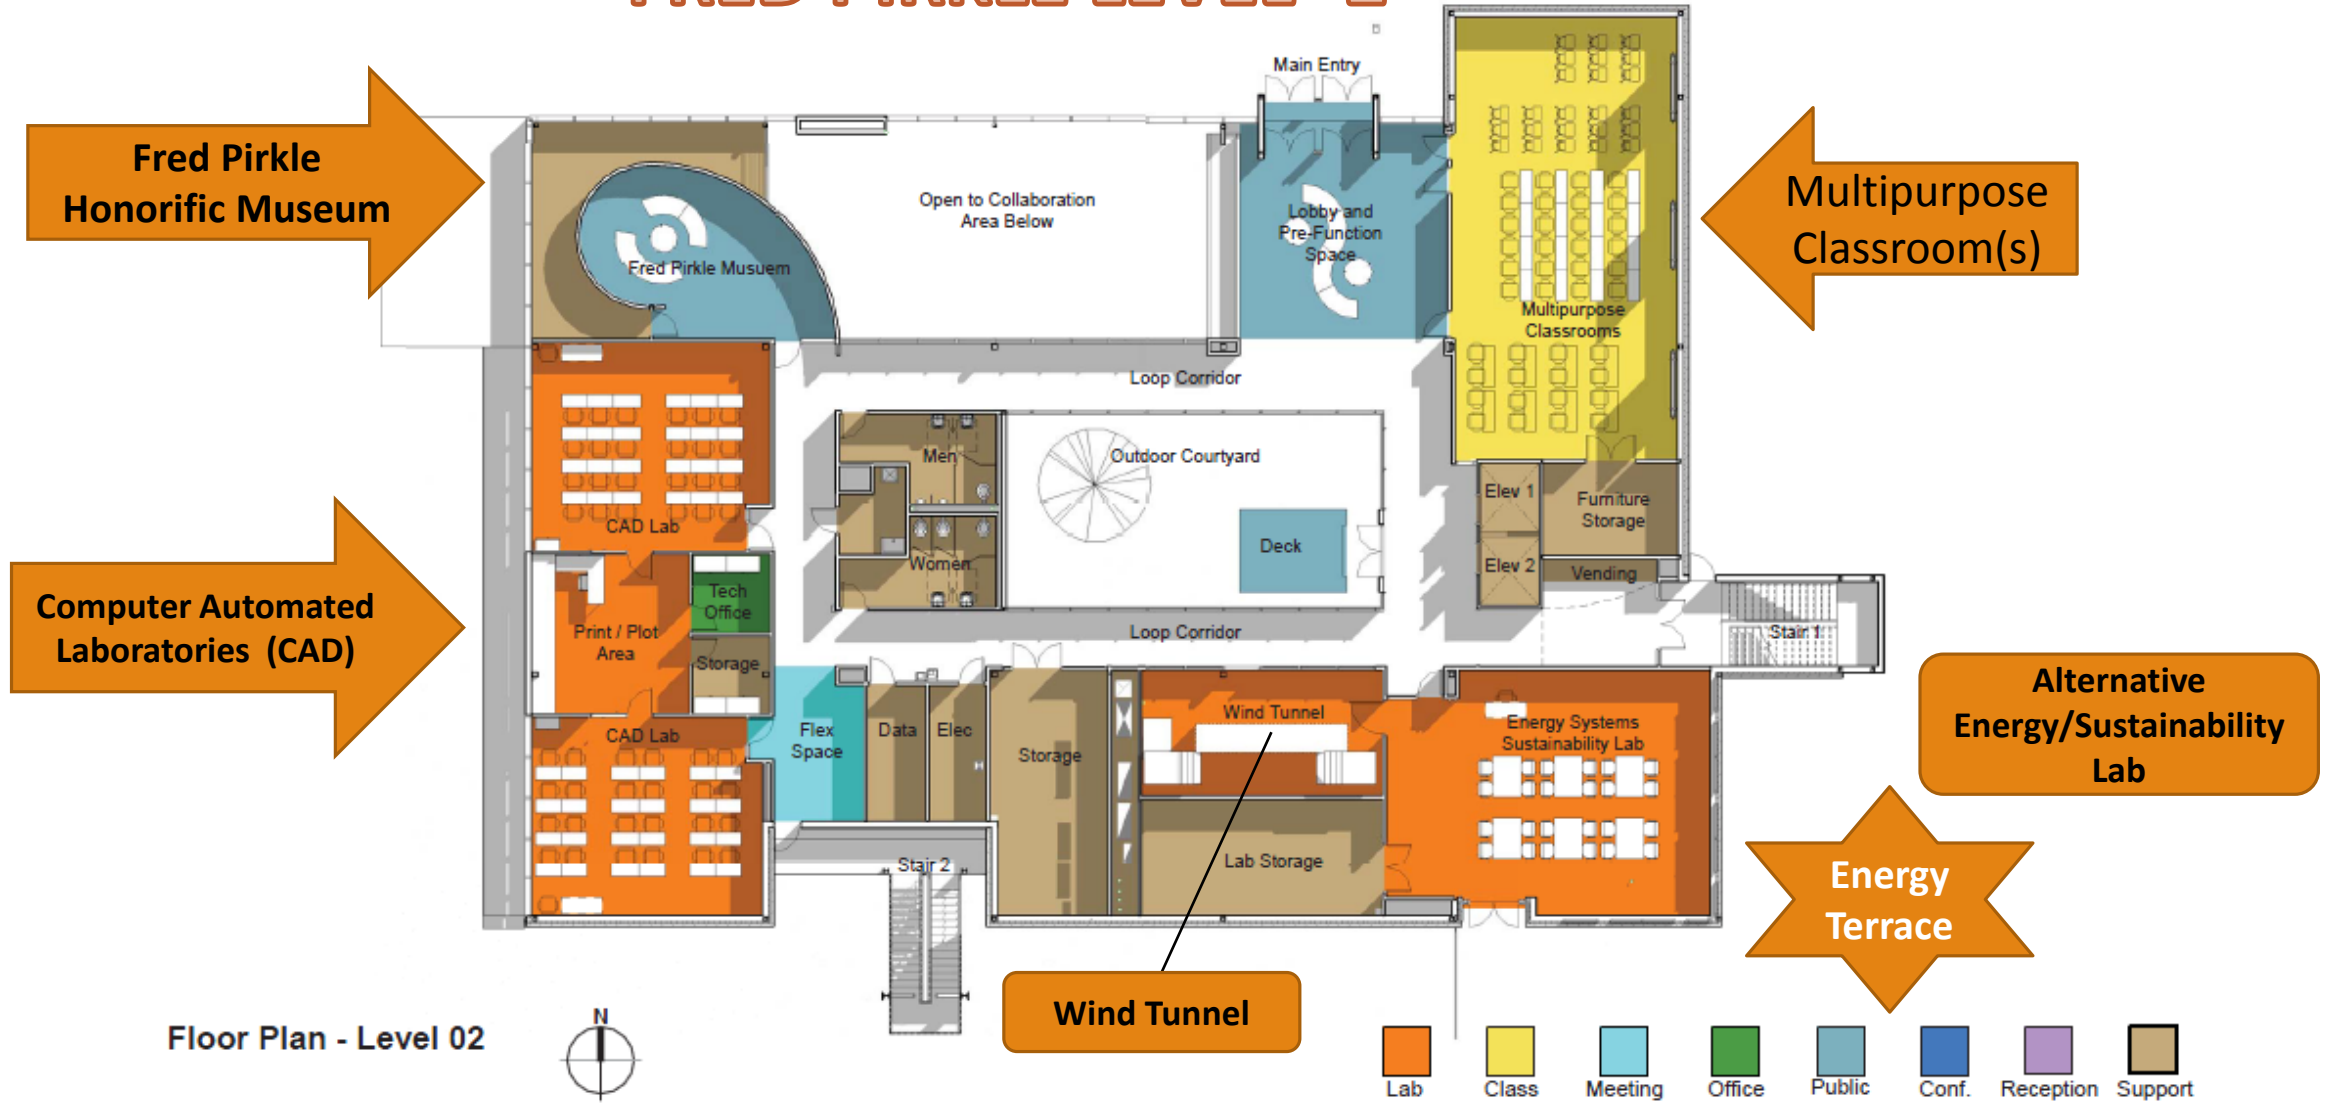 FRED PIRKLE LEVEL- 2
Main Entry
Fred Pirkle
Honorific Museum
Open to Collaboration
Area Below
Lobby and
Pre-Function
Space
Fred Pirkle Musuem
Multipurpose
Classroom(s)
Multipurpose
Classrooms
Loop Corridor
Men
Outdoor Courtyard
Elev 1
Furniture
Storage
CAD Lab
Deck
Women
Elev 2
Vending
Computer Automated
Laboratories (CAD)
Tech
Office
Print / Plot
Area
Loop Corridor
Stair 1
Storage
Alternative
Energy/Sustainability
Lab
CAD Lab
Flex
Space
Data
Elec
Storage
Wind Tunnel
Energy Systems
Sustainability Lab
Stair 2
Lab Storage
Energy
Terrace
Wind Tunnel
Floor Plan - Level 02
N
Lab
Class
Meeting
Office
Public
Conf.
Reception
Support